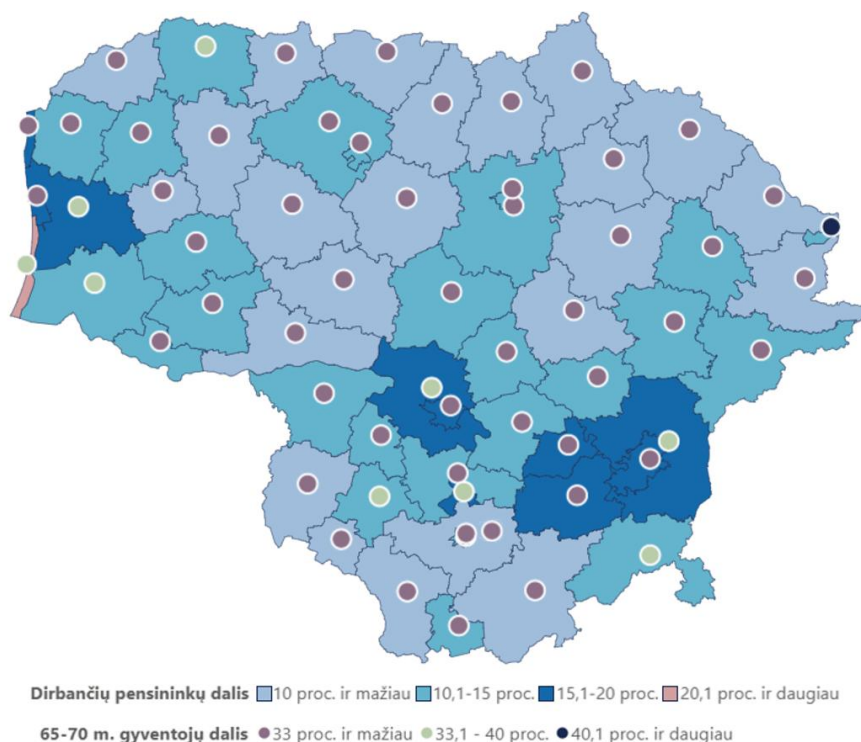 Dirbančių pensininkų dalis 10 proc. ir mažiau 10,1-15 proc. 15,1-20 proc. 20,1 proc. ir daugiau
65-70 m. gyventojų dalis 33 proc. ir mažiau 33,1 - 40 proc. 40,1 proc. ir daugiau